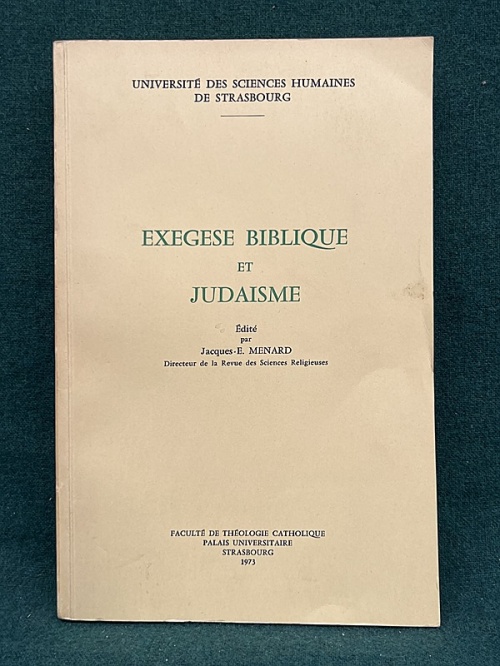 UNIVERSITÉ DES SCIENCES HUMAINES
DE STRASBOURG
EXEGESE BIBLIQUE
ET
JUDAISME
Édité
par
Jacques-E. MENARD
Directeur de la Revue des Sciences Religieuses
FACULTÉ DE THÉOLOGIE CATHOLIQUE
PALAIS UNIVERSITAIRE
STRASBOURG
1973